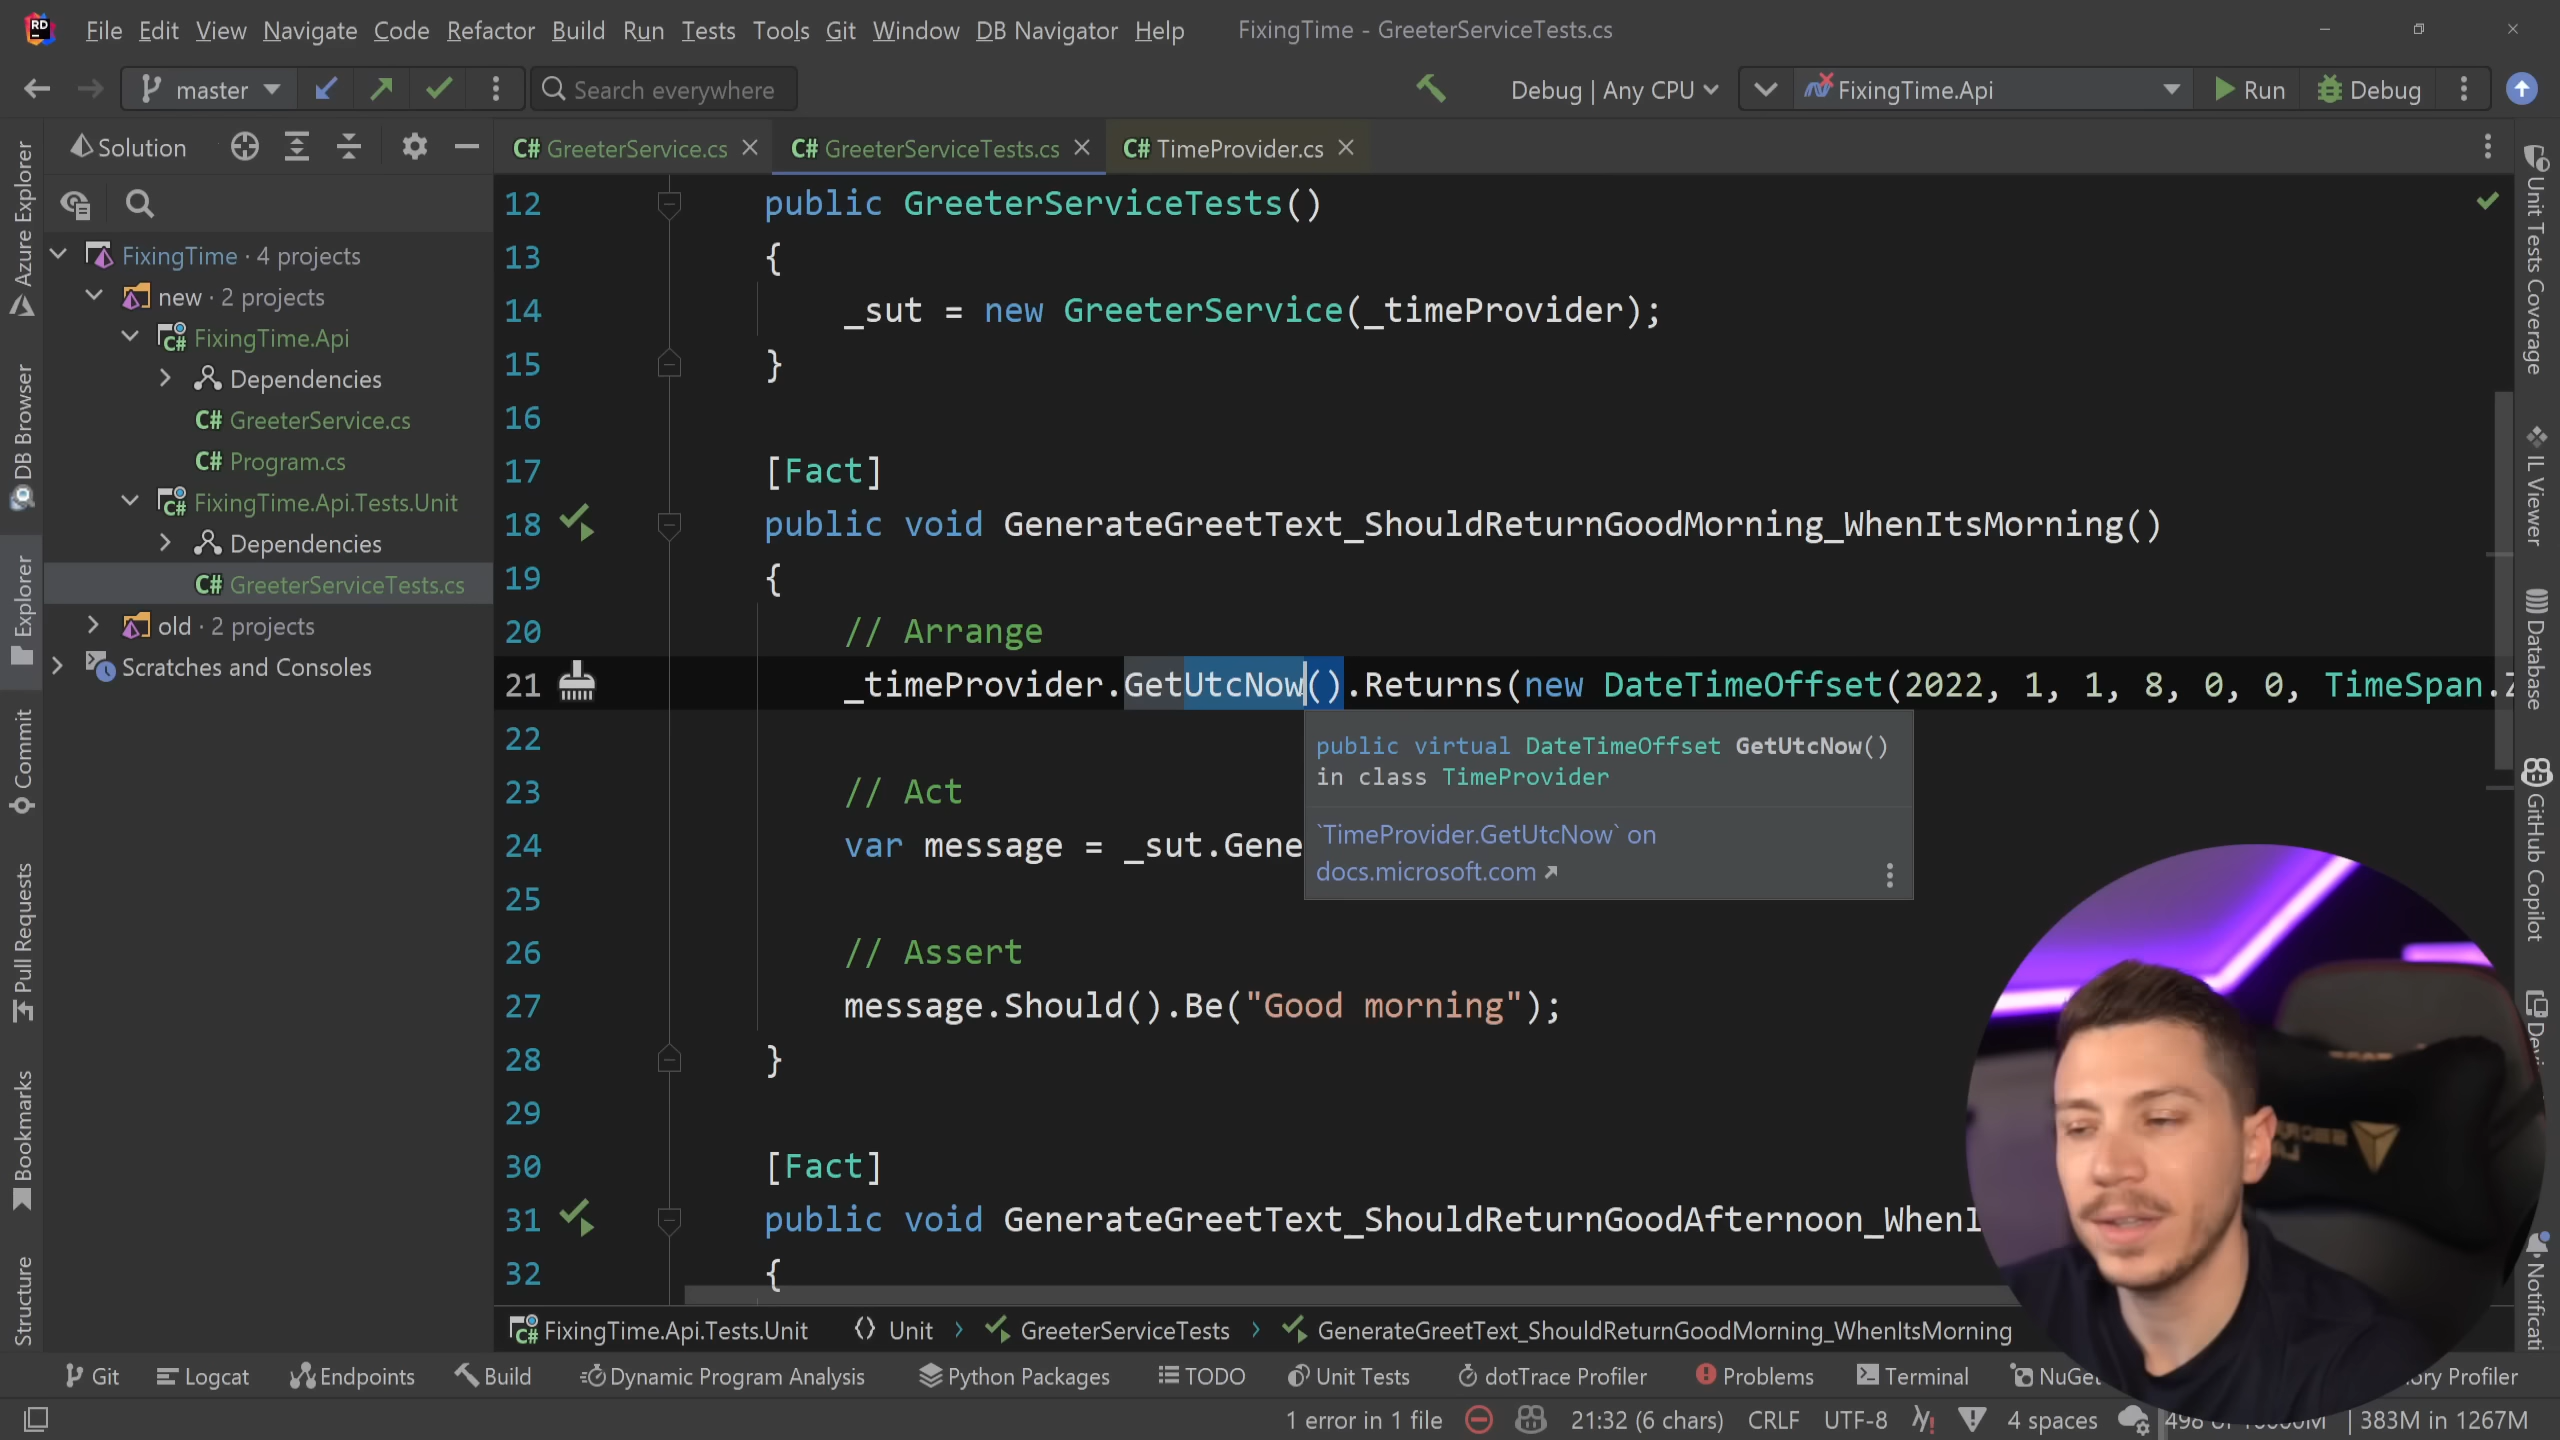 RD File Edit View Navigate Code Refactor Build Run Tests Tools Git Window DB Navigator Help FixingTime - GreeterServiceTests.cs
master Search everywhere Debug | Any CPU FixingTime.Api Run Debug
Solution
C# GreeterService.cs C# GreeterServiceTests.cs C# TimeProvider.cs
FixingTime · 4 projects
new · 2 projects
C# FixingTime.Api
Dependencies
C# GreeterService.cs
C# Program.cs
C# FixingTime.Api.Tests.Unit
Dependencies
C# GreeterServiceTests.cs
old · 2 projects
Scratches and Consoles
Azure Explorer
DB Browser
Explorer
Commit
Pull Requests
Bookmarks
Structure
12 public GreeterServiceTests()
13 {
14 _sut = new GreeterService(_timeProvider);
15 }
16
17 [Fact]
18 public void GenerateGreetText_ShouldReturnGoodMorning_WhenItsMorning()
19 {
20 // Arrange
21 _timeProvider.GetUtcNow().Returns(new DateTimeOffset(2022, 1, 1, 8, 0, 0, TimeSpan.Z
22
23 // Act
24 var message = _sut.Gene
25
26 // Assert
27 message.Should().Be("Good morning");
28 }
29
30 [Fact]
31 public void GenerateGreetText_ShouldReturnGoodAfternoon_WhenI
32 {
public virtual DateTimeOffset GetUtcNow()
in class TimeProvider
`TimeProvider.GetUtcNow` on
docs.microsoft.com
Unit Tests Coverage
IL Viewer
Database
GitHub Copilot
Devi
Notificati
C# FixingTime.Api.Tests.Unit Unit GreeterServiceTests GenerateGreetText_ShouldReturnGoodMorning_WhenItsMorning
Git Logcat Endpoints Build Dynamic Program Analysis Python Packages TODO Unit Tests dotTrace Profiler Problems Terminal NuGet ory Profiler
1 error in 1 file 21:32 (6 chars) CRLF UTF-8 4 spaces 383M in 1267M